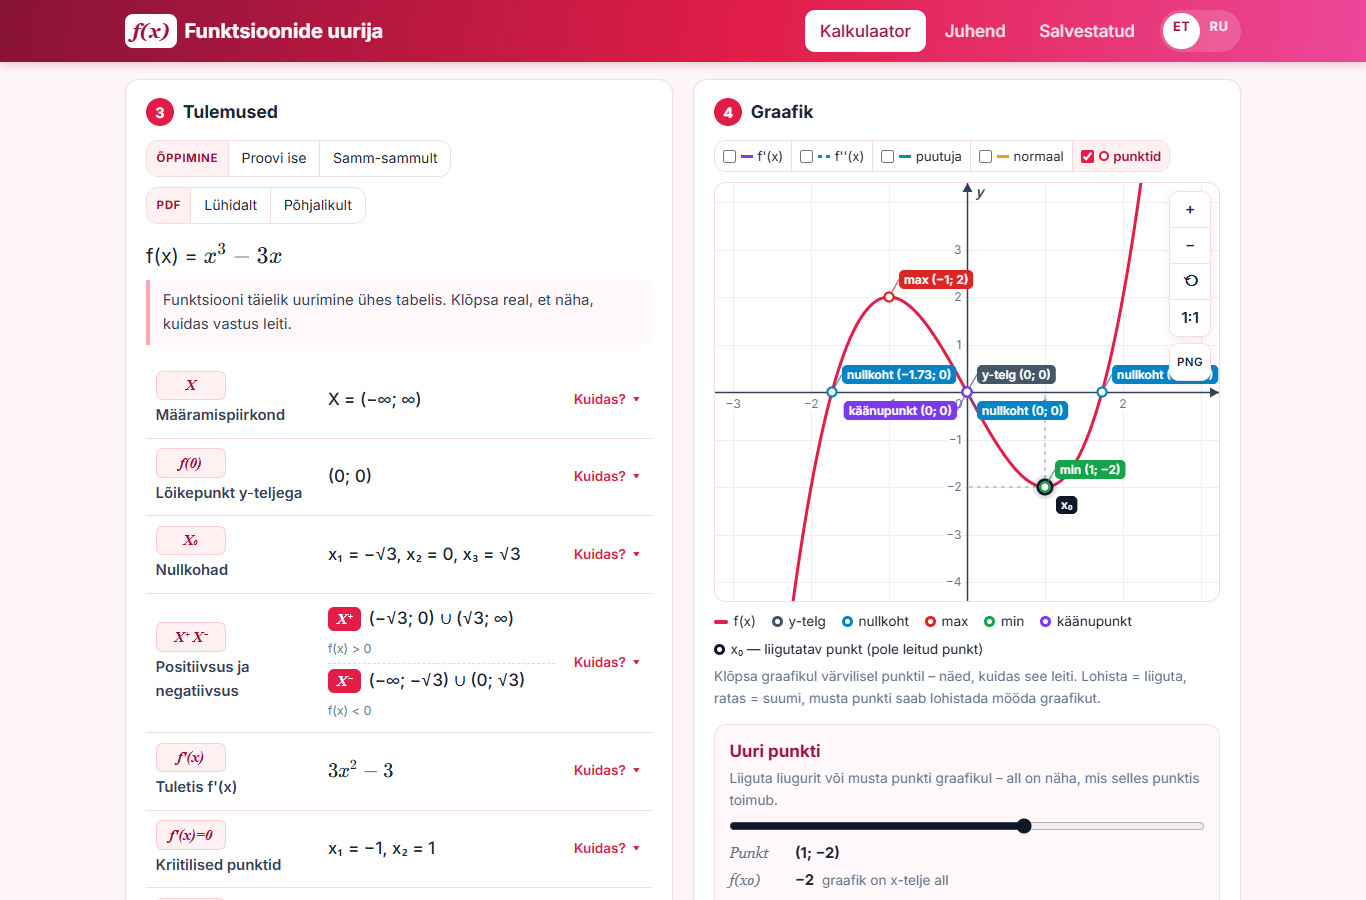 f(x) Funktsioonide uurija
Kalkulaator Juhend Salvestatud ET RU
3 Tulemused
ÕPPIMINE Proovi ise Samm-sammult
PDF Lühidalt Põhjalikult
f(x) = x³ − 3x
Funktsiooni täielik uurimine ühes tabelis. Klõpsa real, et näha,
kuidas vastus leiti.
X
Määramispiirkond
X = (−∞; ∞)
Kuidas?
f(0)
Lõikepunkt y-teljega
(0; 0)
Kuidas?
X₀
Nullkohad
x₁ = −√3, x₂ = 0, x₃ = √3
Kuidas?
X⁺ X⁻
Positiivsus ja
negatiivsus
X⁺ (−√3; 0) ∪ (√3; ∞)
f(x) > 0
X⁻ (−∞; −√3) ∪ (0; √3)
f(x) < 0
Kuidas?
f'(x)
Tuletis f'(x)
3x² − 3
Kuidas?
f'(x)=0
Kriitilised punktid
x₁ = −1, x₂ = 1
Kuidas?
4 Graafik
f'(x) f''(x) puutuja normaal punktid
y
+
−
1:1
PNG
3
max (−1; 2)
2
1
nullkoht (−1.73; 0) y-telg (0; 0) nullkoht
−3 −2 0 2
käänupunkt (0; 0) nullkoht (0; 0)
−1
min (1; −2)
−2
x₀
−3
−4
f(x) y-telg nullkoht max min käänupunkt
x₀ — liigutatav punkt (pole leitud punkt)
Klõpsa graafikul värvilisel punktil – näed, kuidas see leiti. Lohista = liiguta,
ratas = suumi, musta punkti saab lohistada mööda graafikut.
Uuri punkti
Liiguta liugurit või musta punkti graafikul – all on näha, mis selles punktis
toimub.
Punkt (1; −2)
f(x₀) −2 graafik on x-telje all